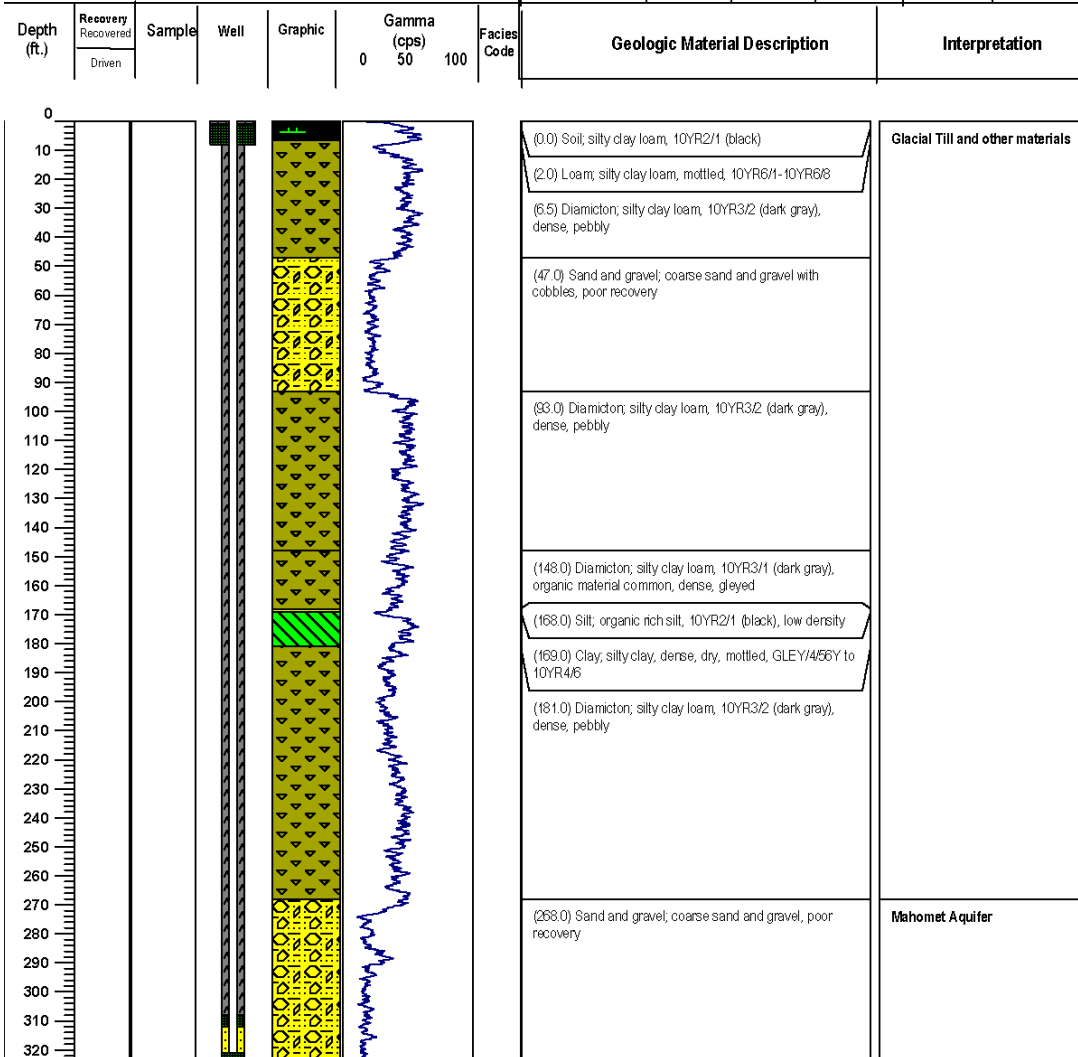 Depth
(ft.)
Recovery
Recovered
Driven
Sample
Well
Graphic
Gamma
(cps)
0 50 100
Facies
Code
Geologic Material Description
Interpretation
0
10
20
30
40
50
60
70
80
90
100
110
120
130
140
150
160
170
180
190
200
210
220
230
240
250
260
270
280
290
300
310
320
(0.0) Soil; silty clay loam, 10YR2/1 (black)
(2.0) Loam; silty clay loam, mottled, 10YR6/1-10YR6/8
(6.5) Diamicton; silty clay loam, 10YR3/2 (dark gray),
dense, pebbly
(47.0) Sand and gravel; coarse sand and gravel with
cobbles, poor recovery
(93.0) Diamicton; silty clay loam, 10YR3/2 (dark gray),
dense, pebbly
(148.0) Diamicton; silty clay loam, 10YR3/1 (dark gray),
organic material common, dense, gleyed
(168.0) Silt; organic rich silt, 10YR2/1 (black), low density
(169.0) Clay; silty clay, dense, dry, mottled, GLEY/4/56Y to
10YR4/6
(181.0) Diamicton; silty clay loam, 10YR3/2 (dark gray),
dense, pebbly
(268.0) Sand and gravel; coarse sand and gravel, poor
recovery
Glacial Till and other materials
Mahomet Aquifer